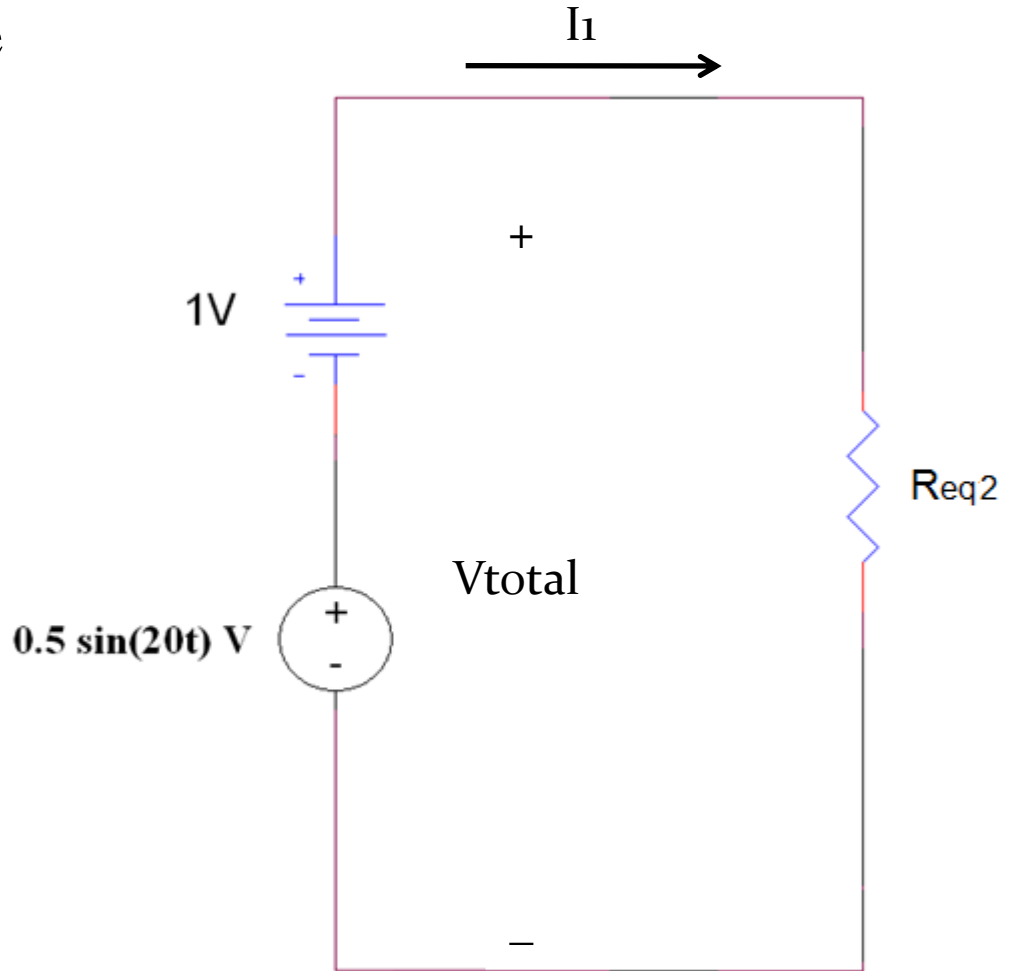 e
I1
+
+
1V
-
Req2
Vtotal
+
0.5 sin(20t) V
-
–